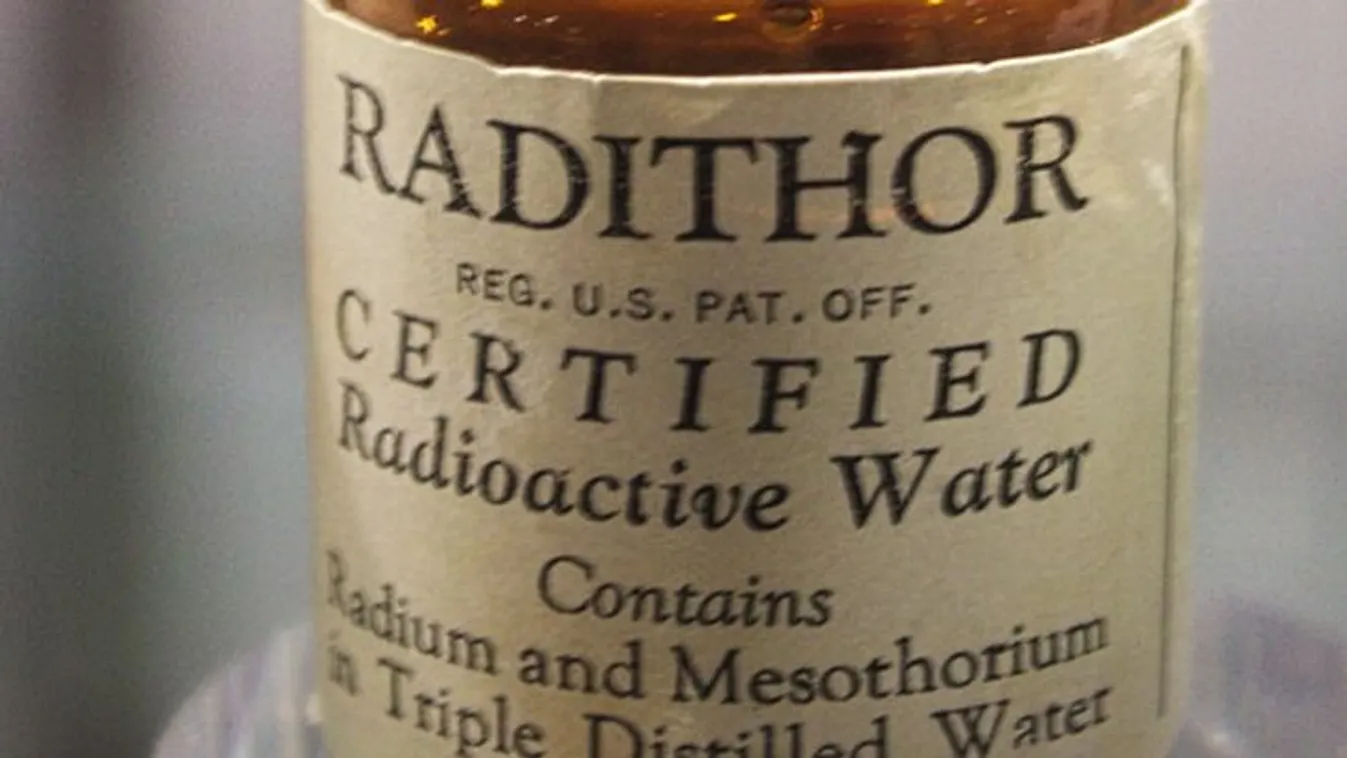 RADITHOR
REG. U.S. PAT. OFF.
CERTIFIED
Radioactive Water
Contains
Radium and Mesothorium
in Triple Distilled Water